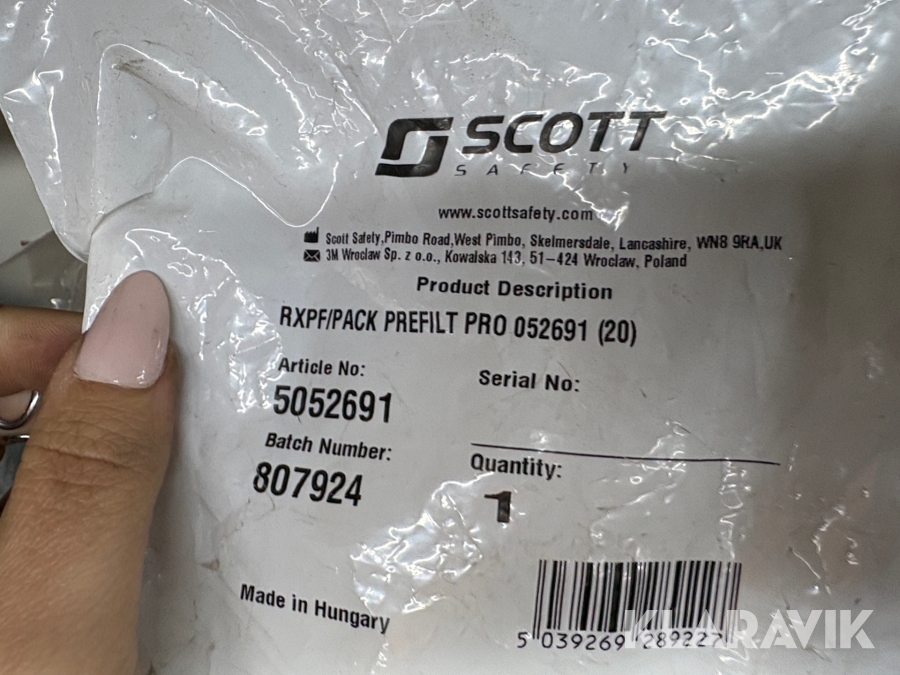 SCOTT
SAFETY
www.scottsafety.com
Scott Safety,Pimbo Road,West Pimbo, Skelmersdale, Lancashire, WN8 9RA,UK
3M Wroclaw Sp. z o.o., Kowalska 143, 51-424 Wroclaw, Poland
Product Description
RXPF/PACK PREFILT PRO 052691 (20)
Article No:
5052691
Serial No:
Batch Number:
807924
Quantity:
1
Made in Hungary
5 039269 289227
KLARAVIK